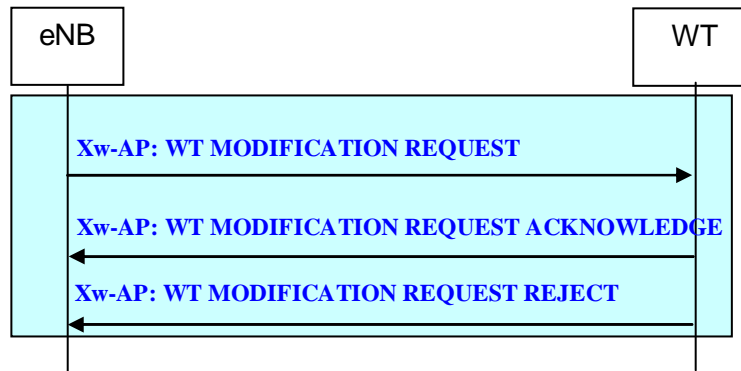 eNB
WT
Xw-AP: WT MODIFICATION REQUEST
Xw-AP: WT MODIFICATION REQUEST ACKNOWLEDGE
Xw-AP: WT MODIFICATION REQUEST REJECT